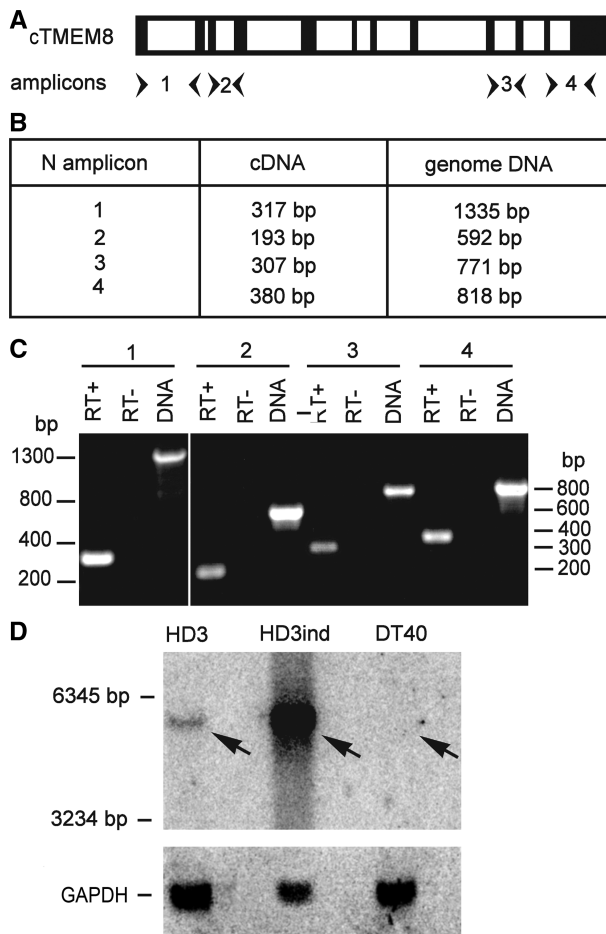 A
cTMEM8
amplicons 1 2 3 4
B
N amplicon cDNA genome DNA
1 317 bp 1335 bp
2 193 bp 592 bp
3 307 bp 771 bp
4 380 bp 818 bp
C
1 2 3 4
RT+ RT- DNA RT+ RT- DNA RT+ RT- DNA RT+ RT- DNA
bp
1300
800
400
200
bp
800
600
400
300
200
D
HD3 HD3ind DT40
6345 bp
3234 bp
GAPDH